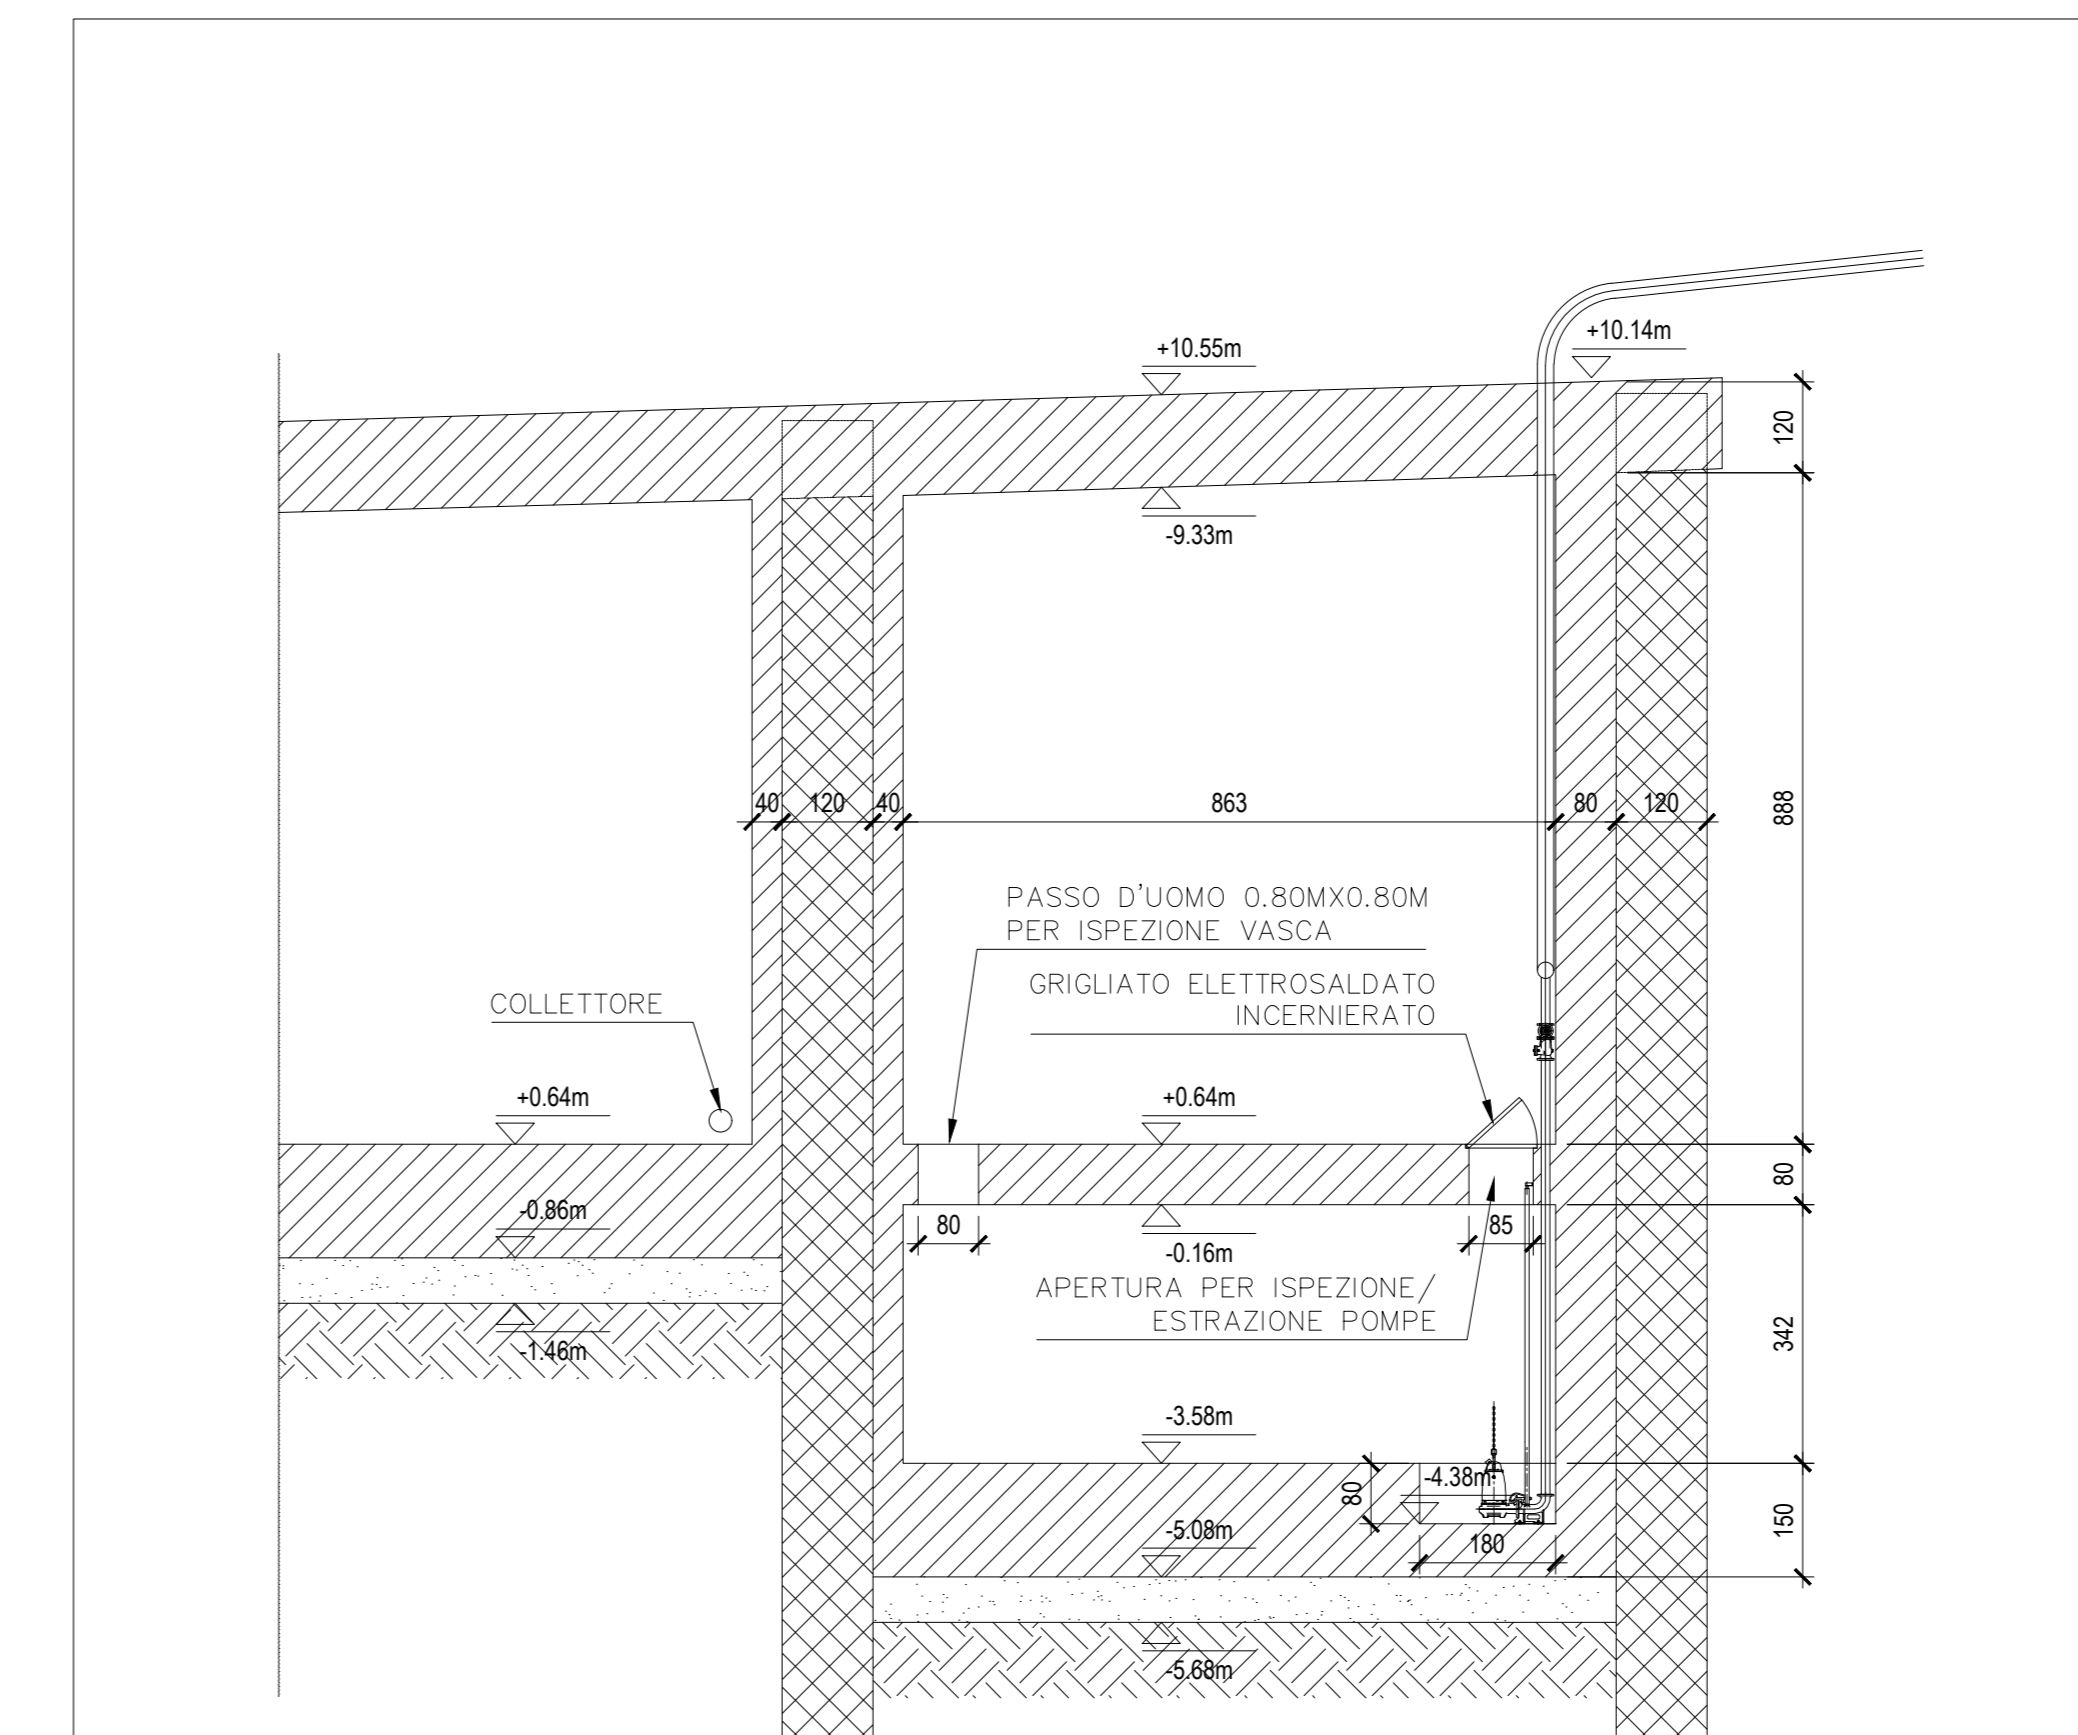 +10.14m
+10.55m
120
-9.33m
40
120
40
863
80
120
888
PASSO D'UOMO 0.80MX0.80M
PER ISPEZIONE VASCA
GRIGLIATO ELETTROSALDATO
INCERNIERATO
COLLETTORE
+0.64m
+0.64m
80
-0.86m
80
85
-0.16m
APERTURA PER ISPEZIONE/
ESTRAZIONE POMPE
342
-1.46m
-3.58m
-4.38m
80
-5.08m
150
180
-5.68m